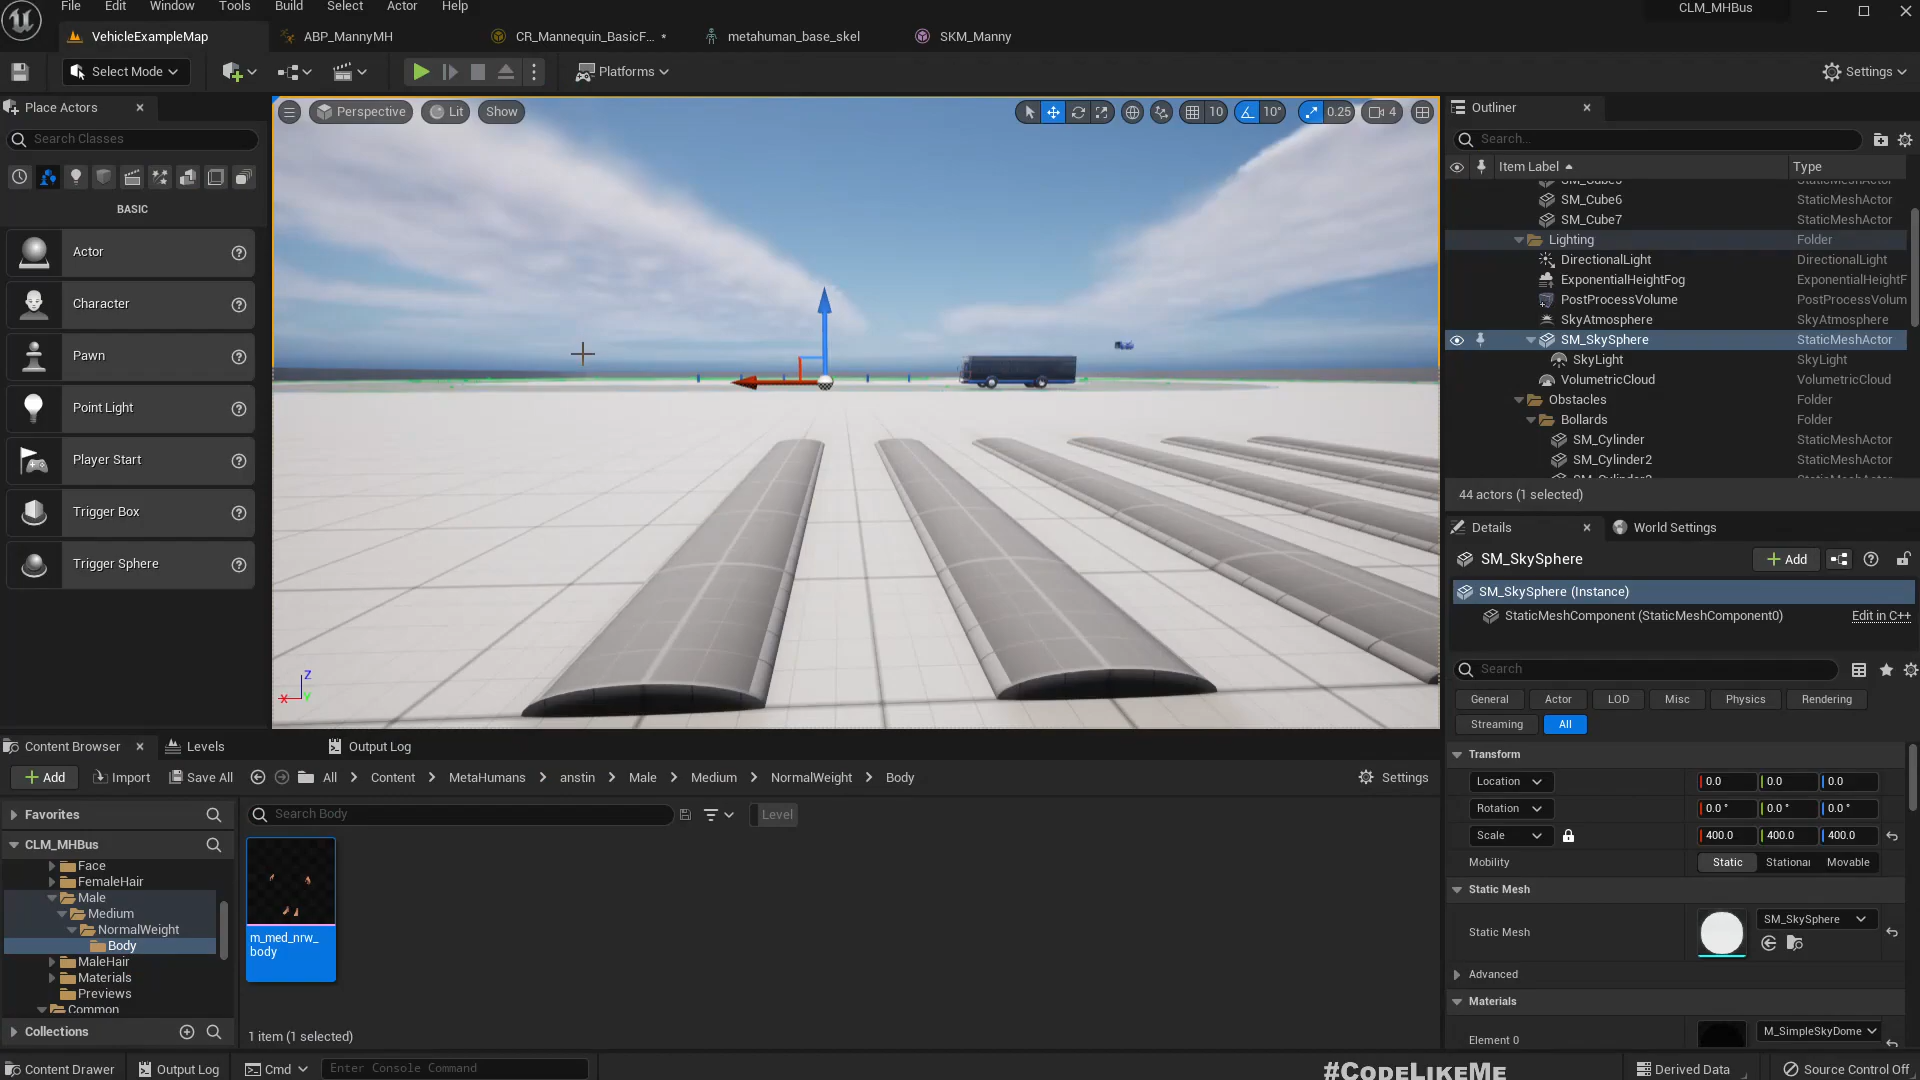 File Edit Window Tools Build Select Actor Help
CLM_MHBus
VehicleExampleMap
ABP_MannyMH
CR_Mannequin_BasicF... •
metahuman_base_skel
SKM_Manny
Select Mode
Platforms
Settings
Place Actors
Search Classes
BASIC
Actor
Character
Pawn
Point Light
Player Start
Trigger Box
Trigger Sphere
Perspective
Lit
Show
10
10°
0.25
4
Z
X
Y
Outliner
Search...
Item Label
Type
SM_Cube6 StaticMeshActor
SM_Cube7 StaticMeshActor
Lighting Folder
DirectionalLight DirectionalLight
ExponentialHeightFog ExponentialHeightF
PostProcessVolume PostProcessVolum
SkyAtmosphere SkyAtmosphere
SM_SkySphere StaticMeshActor
SkyLight SkyLight
VolumetricCloud VolumetricCloud
Obstacles Folder
Bollards Folder
SM_Cylinder StaticMeshActor
SM_Cylinder2 StaticMeshActor
44 actors (1 selected)
Details
World Settings
SM_SkySphere
Add
SM_SkySphere (Instance)
StaticMeshComponent (StaticMeshComponent0)
Edit in C++
Search
General Actor LOD Misc Physics Rendering
Streaming All
Transform
Location 0.0 0.0 0.0
Rotation 0.0 ° 0.0 ° 0.0 °
Scale 400.0 400.0 400.0
Mobility Static Stationar Movable
Static Mesh
Static Mesh SM_SkySphere
Advanced
Materials
Element 0 M_SimpleSkyDome
Content Browser
Levels
Output Log
Add Import Save All
All Content MetaHumans anstin Male Medium NormalWeight Body
Settings
Favorites
Search Body
Level
CLM_MHBus
Face
FemaleHair
Male
Medium
NormalWeight
Body
MaleHair
Materials
Previews
Common
Collections
m_med_nrw_
body
1 item (1 selected)
Content Drawer
Output Log
Cmd
Enter Console Command
#CodeLikeMe
Derived Data
Source Control Off